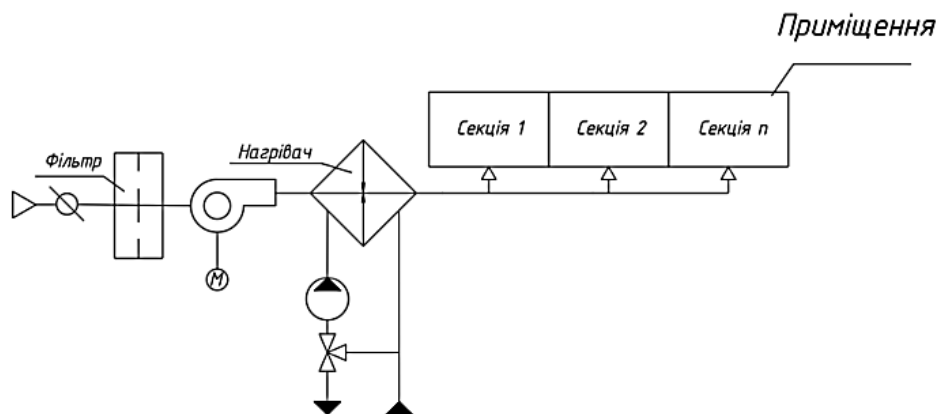 Приміщення
Секція 1
Секція 2
Секція n
Фільтр
Нагрівач
М